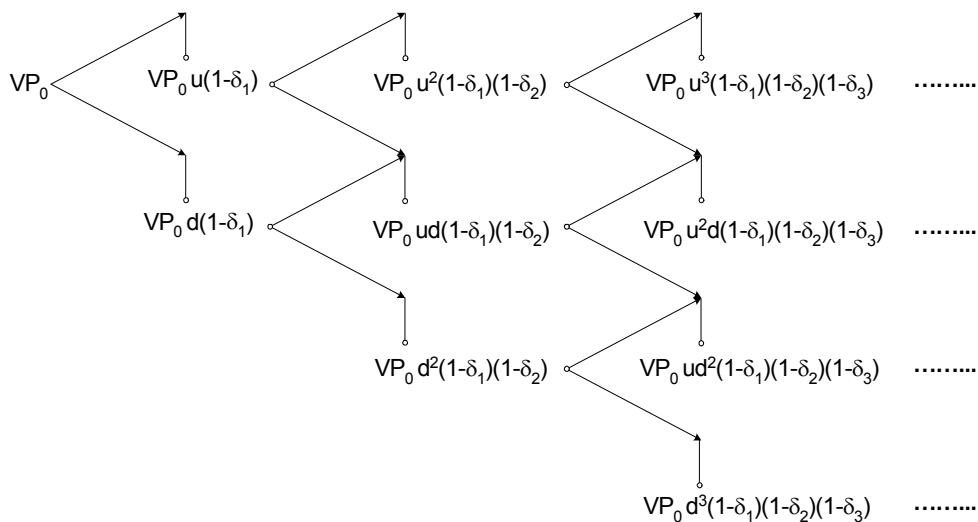 VP₀ VP₀ u(1-δ₁) VP₀ u²(1-δ₁)(1-δ₂) VP₀ u³(1-δ₁)(1-δ₂)(1-δ₃) ………
VP₀ d(1-δ₁) VP₀ ud(1-δ₁)(1-δ₂) VP₀ u²d(1-δ₁)(1-δ₂)(1-δ₃) ………
VP₀ d²(1-δ₁)(1-δ₂) VP₀ ud²(1-δ₁)(1-δ₂)(1-δ₃) ………
VP₀ d³(1-δ₁)(1-δ₂)(1-δ₃) ………